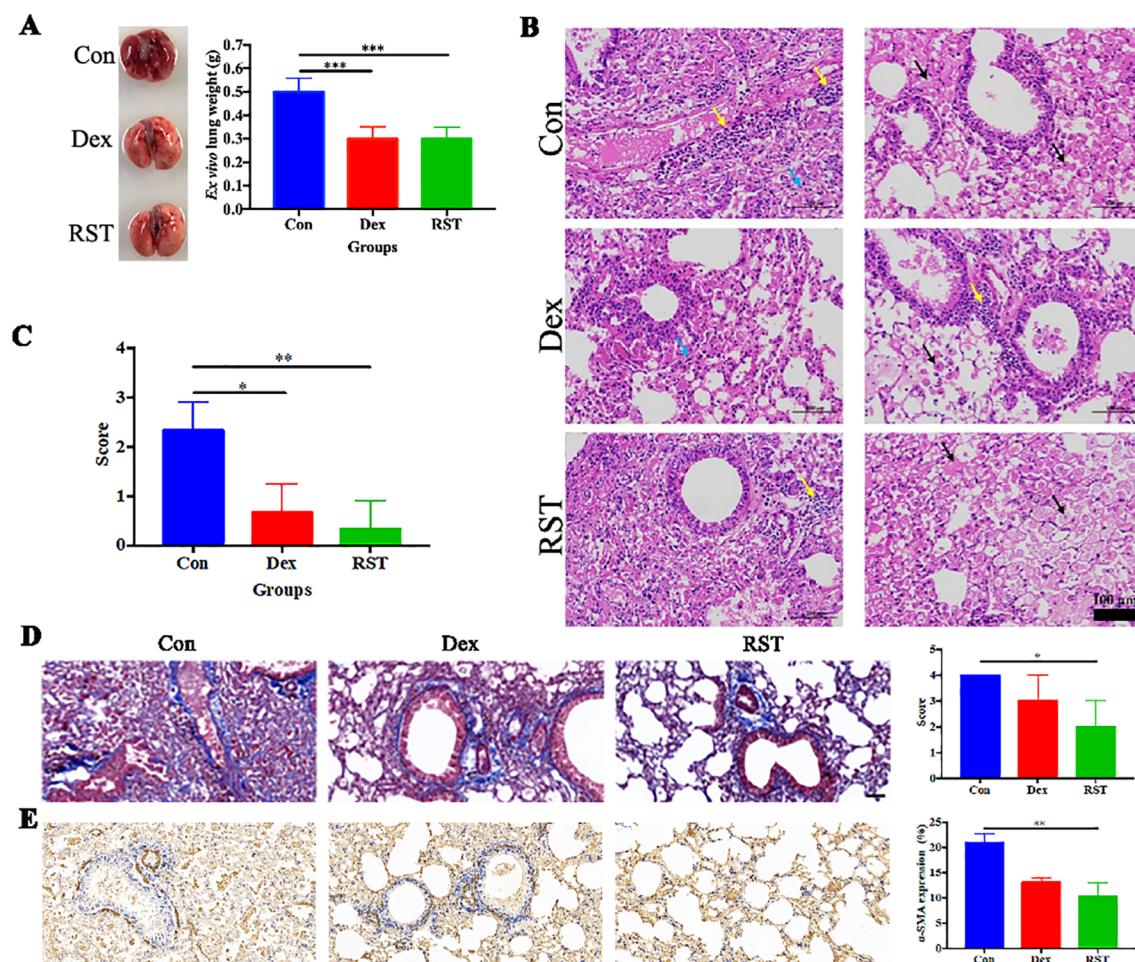 A
Con
Dex
RST
Ex vivo lung weight (g)
0.7
0.6
0.5
0.4
0.3
0.2
0.1
0.0
***
***
Con Dex RST
Groups
B
Con
Dex
RST
100 μm
C
Score
4
3
2
1
0
**
*
Con Dex RST
Groups
D
Con Dex RST
Score
5
4
3
2
1
0
*
Con Dex RST
E
α-SMA expression (%)
25
20
15
10
5
0
**
Con Dex RST